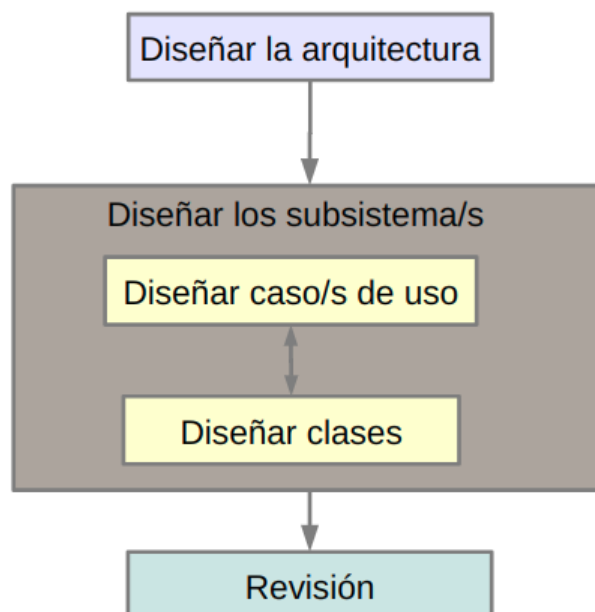 Diseñar la arquitectura
Diseñar los subsistema/s
Diseñar caso/s de uso
Diseñar clases
Revisión